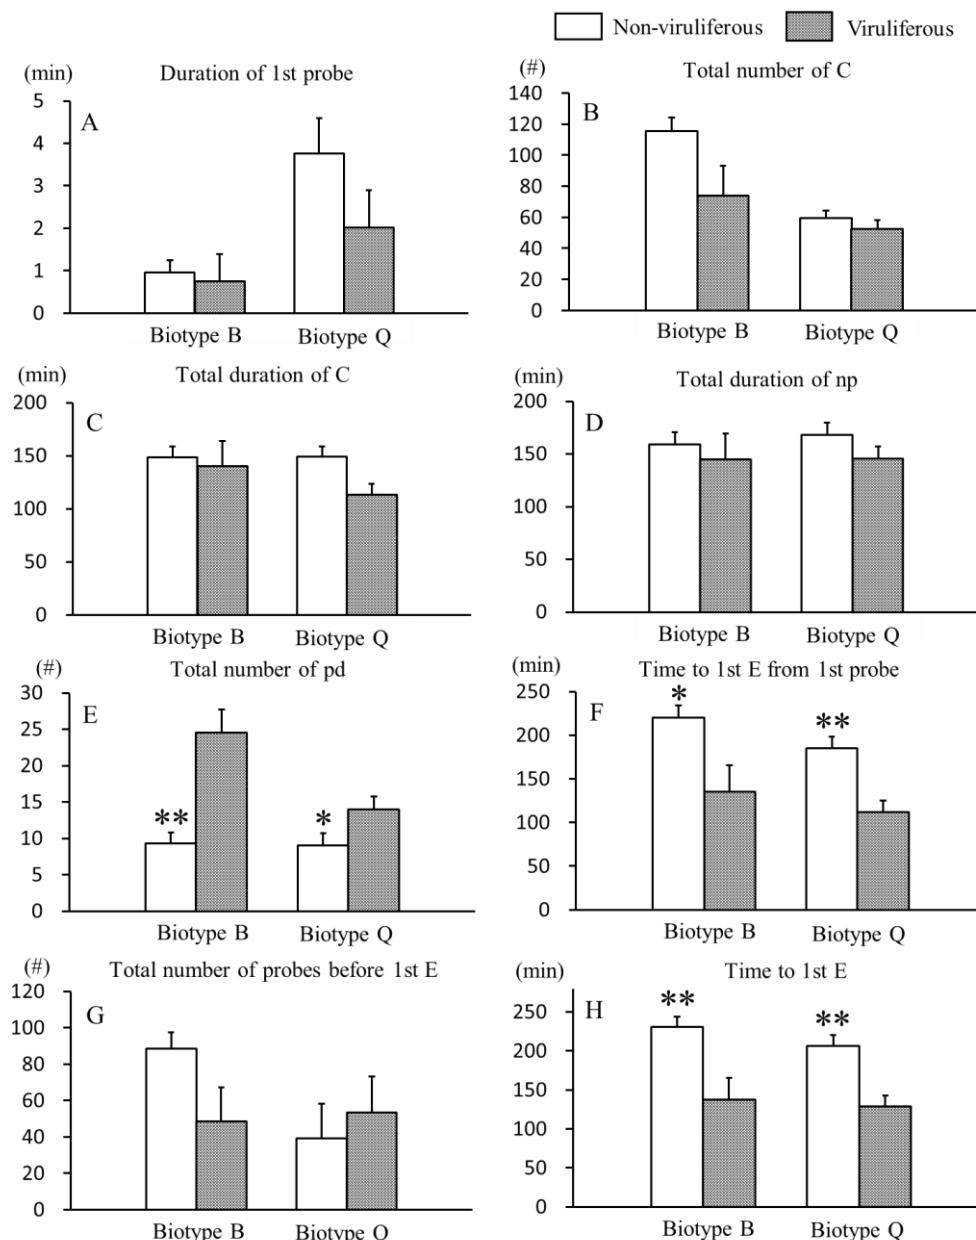 Non-viruliferous Viruliferous
(min) Duration of 1st probe
A
5
4
3
2
1
0
Biotype B Biotype Q
(#) Total number of C
B
140
120
100
80
60
40
20
0
Biotype B Biotype Q
(min) Total duration of C
C
200
150
100
50
0
Biotype B Biotype Q
(min) Total duration of np
D
200
150
100
50
0
Biotype B Biotype Q
(#) Total number of pd
E
30
25
20
15
10
5
0
** *
Biotype B Biotype Q
(min) Time to 1st E from 1st probe
F
250
200
150
100
50
0
* **
Biotype B Biotype Q
(#) Total number of probes before 1st E
G
120
100
80
60
40
20
0
Biotype B Biotype Q
(min) Time to 1st E
H
250
200
150
100
50
0
** **
Biotype B Biotype Q